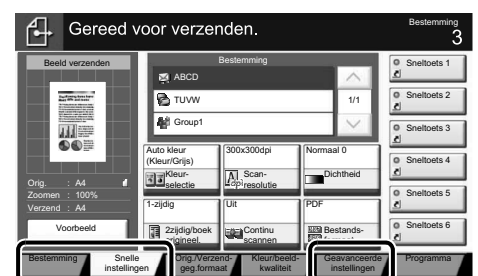 Gereed voor verzenden.
Bestemming
3
Beeld verzenden
Orig. : A4
Zoomen : 100%
Verzend : A4
Voorbeeld
Bestemming
ABCD
TUVW
Group1
1/1
Auto kleur
(Kleur/Grijs)
Kleur-
selectie
300x300dpi
Scan-
resolutie
Normaal 0
Dichtheid
1-zijdig
2zijdig/boek
origineel.
Uit
Continu
scannen
PDF
Bestands-
Sneltoets 1
Sneltoets 2
Sneltoets 3
Sneltoets 4
Sneltoets 5
Sneltoets 6
Bestemming
Snelle
instellingen
Orig./Verzend-
geg.formaat
Kleur/beeld-
kwaliteit
Geavanceerde
instellingen
Programma